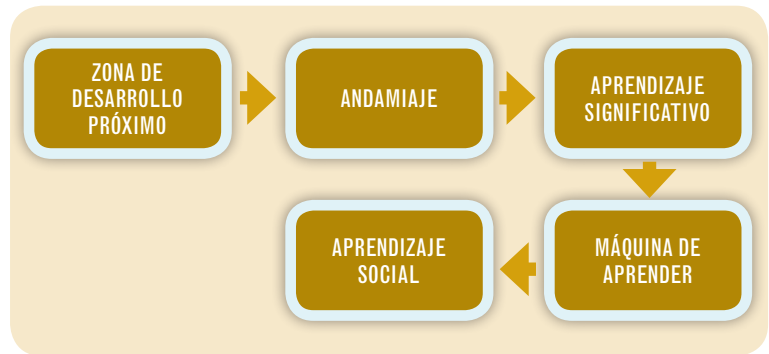 ZONA DE
DESARROLLO
PRÓXIMO
ANDAMIAJE
APRENDIZAJE
SIGNIFICATIVO
MÁQUINA DE
APRENDER
APRENDIZAJE
SOCIAL